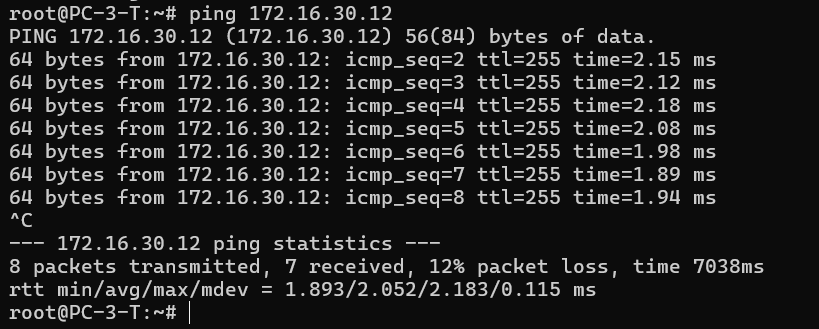 root@PC-3-T:~# ping 172.16.30.12
PING 172.16.30.12 (172.16.30.12) 56(84) bytes of data.
64 bytes from 172.16.30.12: icmp_seq=2 ttl=255 time=2.15 ms
64 bytes from 172.16.30.12: icmp_seq=3 ttl=255 time=2.12 ms
64 bytes from 172.16.30.12: icmp_seq=4 ttl=255 time=2.18 ms
64 bytes from 172.16.30.12: icmp_seq=5 ttl=255 time=2.08 ms
64 bytes from 172.16.30.12: icmp_seq=6 ttl=255 time=1.98 ms
64 bytes from 172.16.30.12: icmp_seq=7 ttl=255 time=1.89 ms
64 bytes from 172.16.30.12: icmp_seq=8 ttl=255 time=1.94 ms
^C
--- 172.16.30.12 ping statistics ---
8 packets transmitted, 7 received, 12% packet loss, time 7038ms
rtt min/avg/max/mdev = 1.893/2.052/2.183/0.115 ms
root@PC-3-T:~#